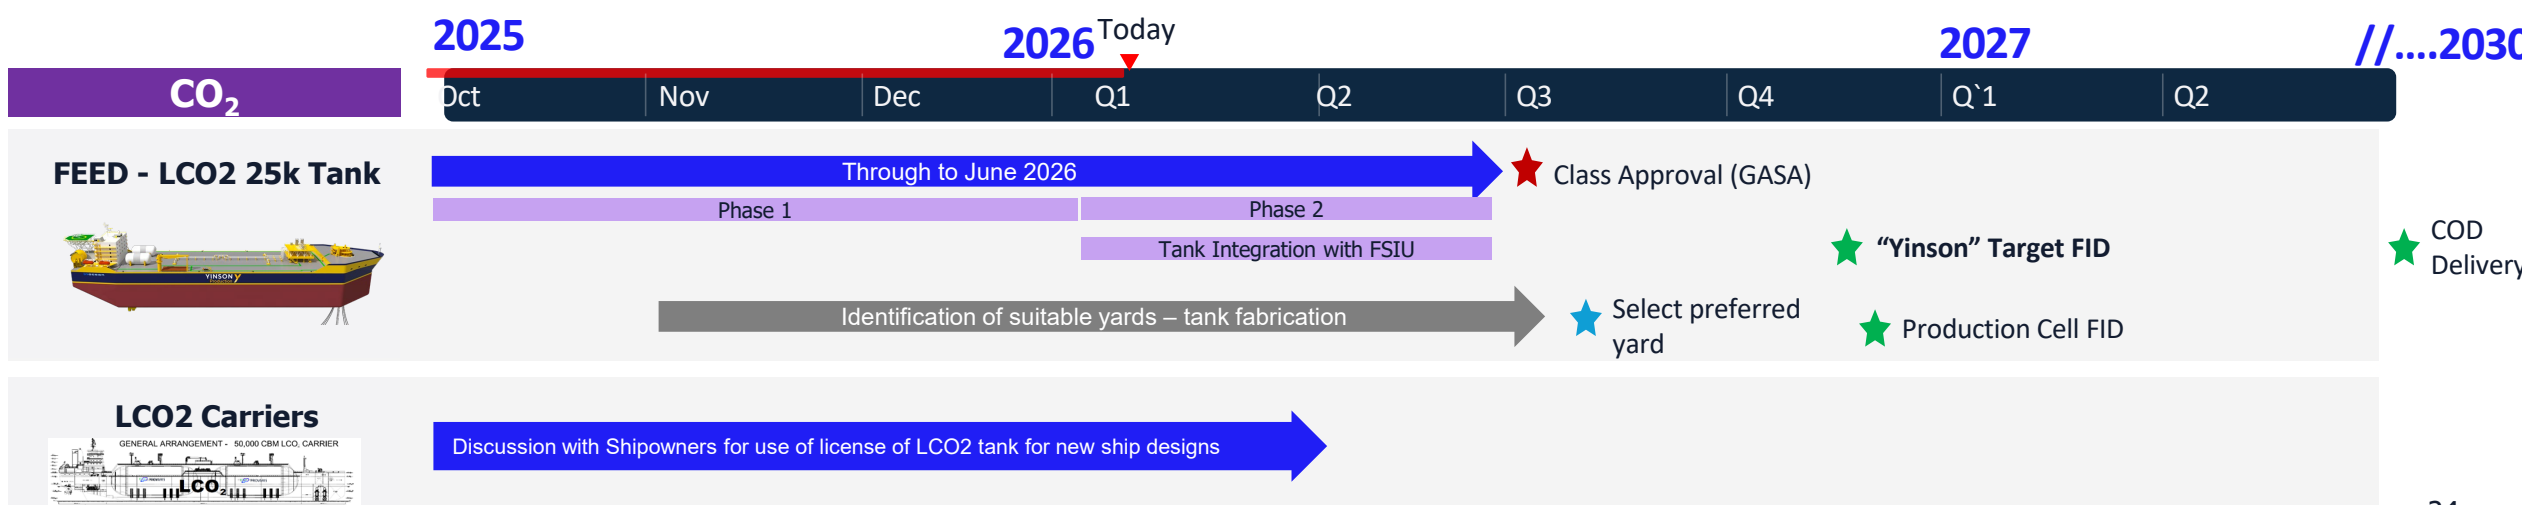 2025
2026
Today
2027
//....2030
CO2
Oct
Nov
Dec
Q1
Q2
Q3
Q4
Q`1
Q2
FEED - LCO2 25k Tank
Through to June 2026
Class Approval (GASA)
Phase 1
Phase 2
Tank Integration with FSIU
“Yinson” Target FID
COD
Delivery
YINSON
Production
Identification of suitable yards – tank fabrication
Select preferred
yard
Production Cell FID
LCO2 Carriers
GENERAL ARRANGEMENT - 50,000 CBM LCO, CARRIER
LCO2
Discussion with Shipowners for use of license of LCO2 tank for new ship designs